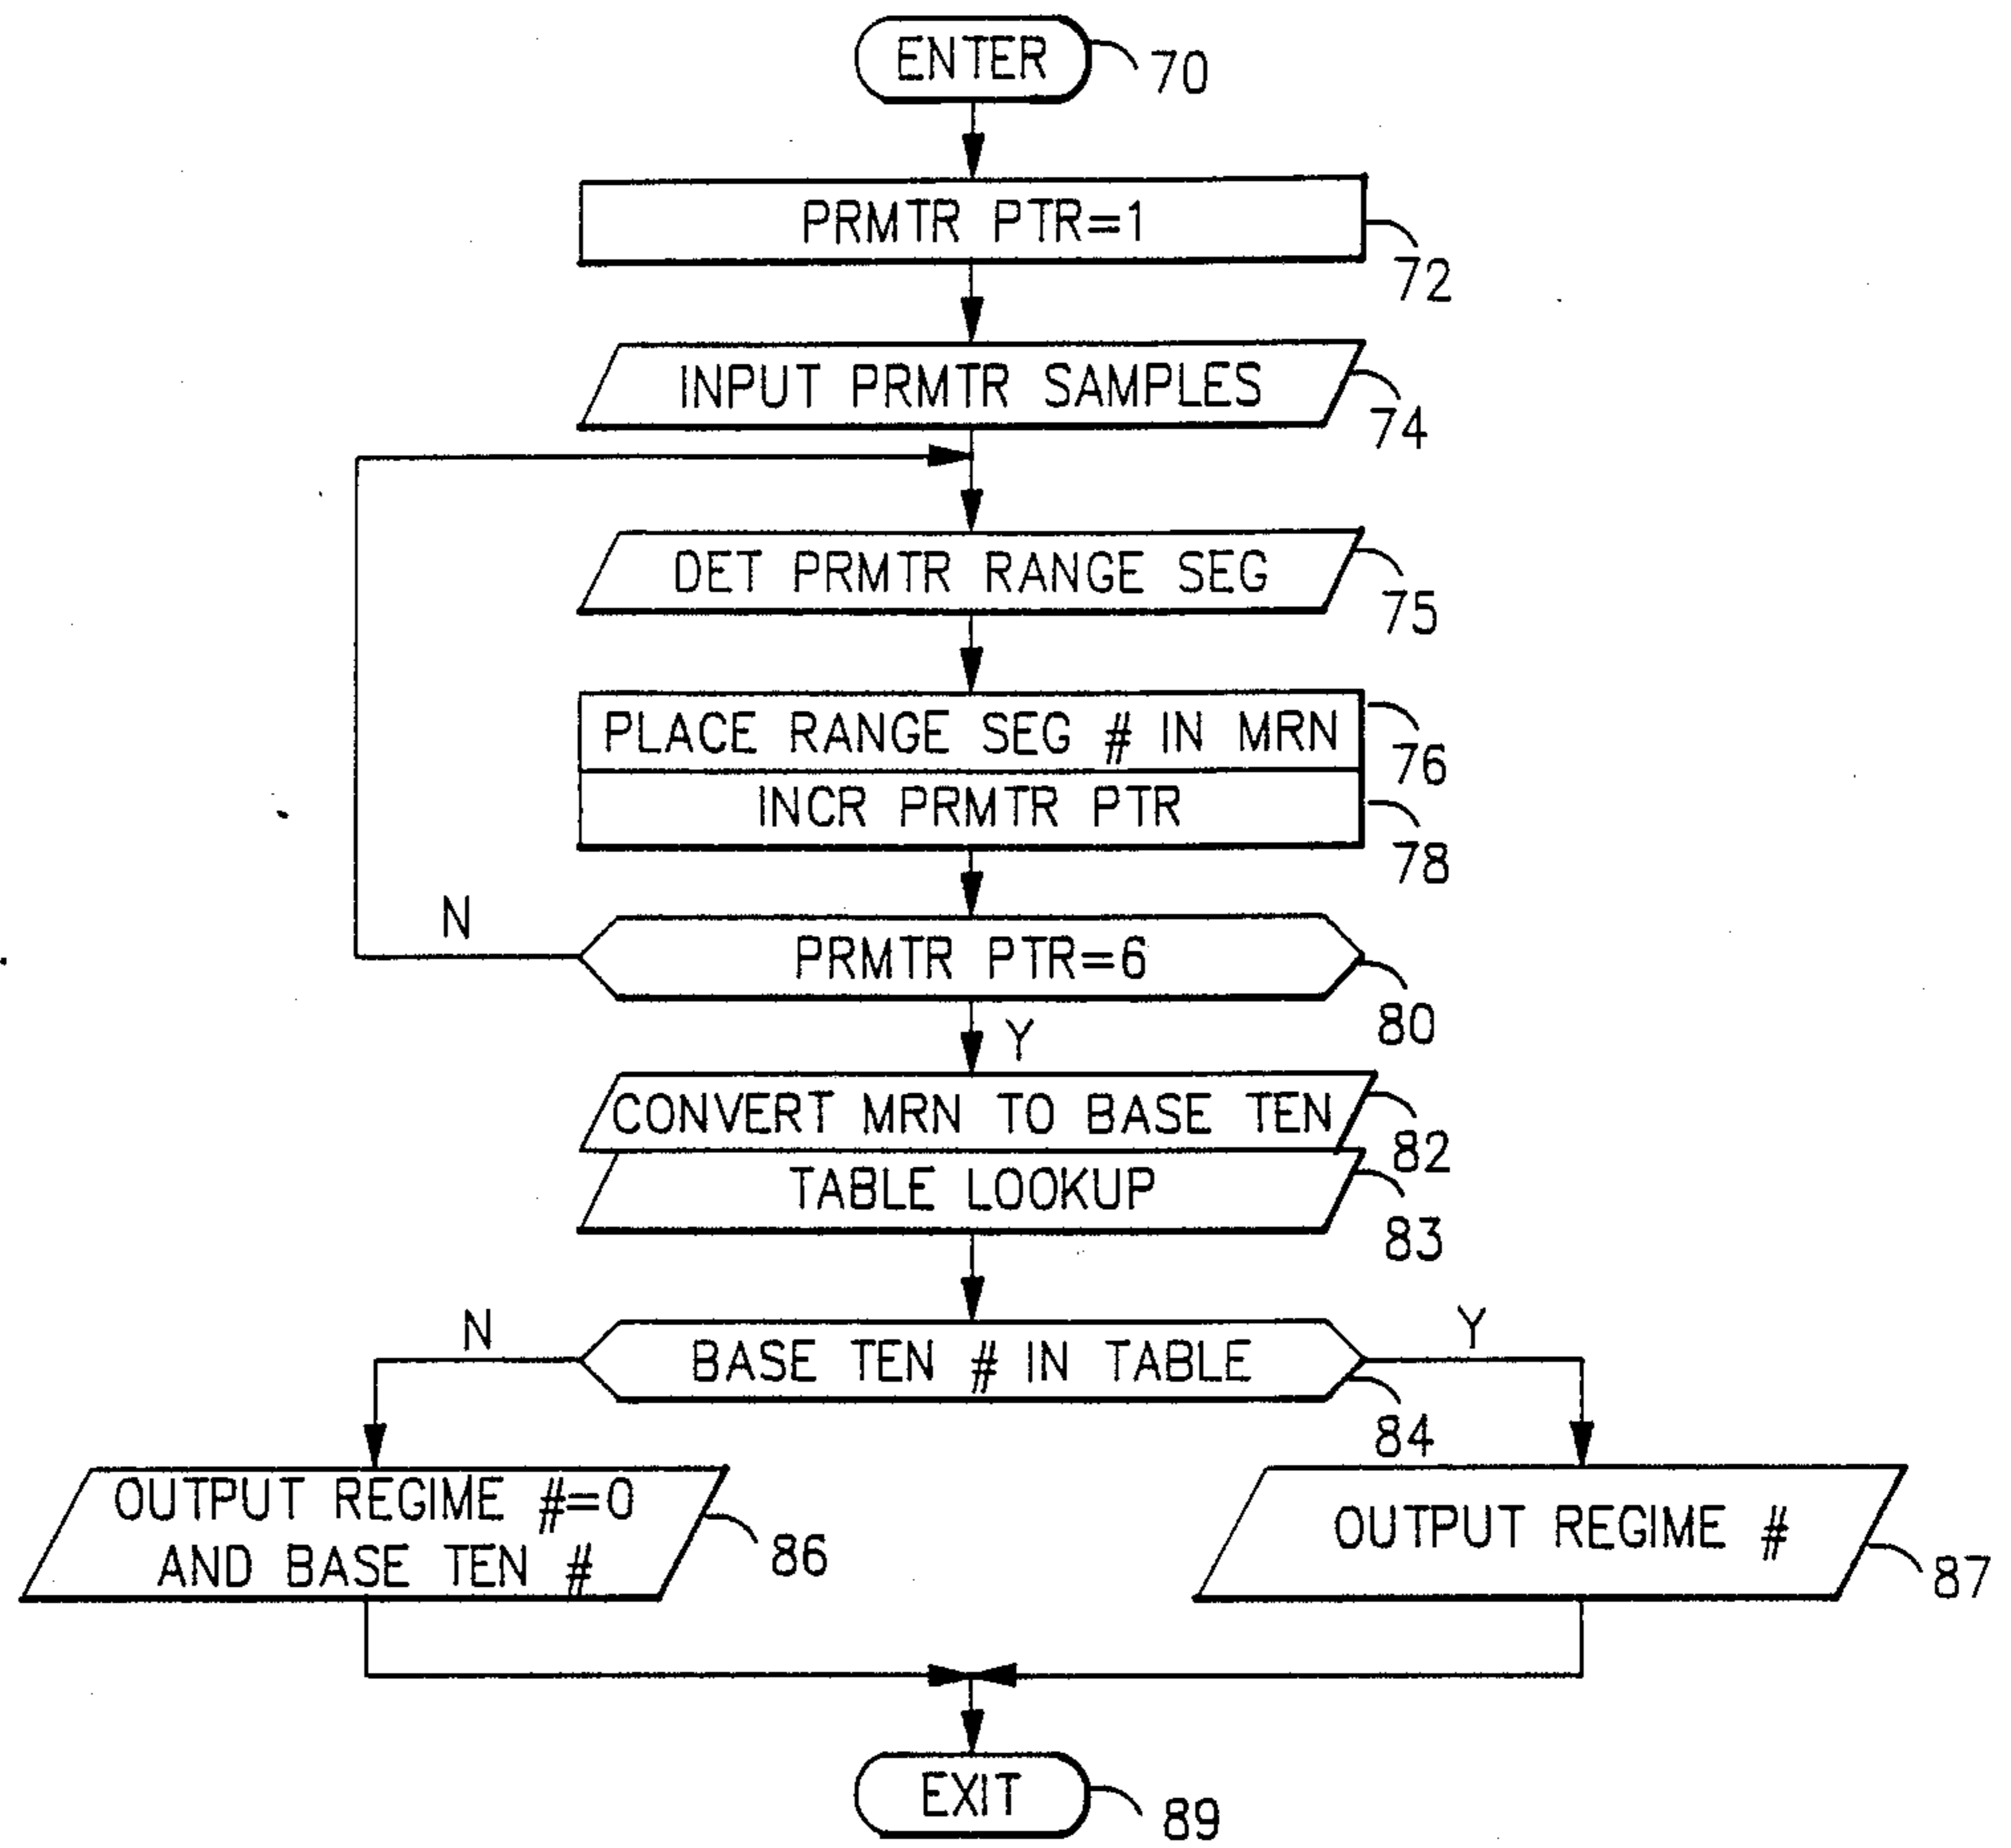 ENTER
70
PRMTR PTR=1
72
INPUT PRMTR SAMPLES
74
DET PRMTR RANGE SEG
75
PLACE RANGE SEG # IN MRN
76
INCR PRMTR PTR
78
N
PRMTR PTR=6
80
Y
CONVERT MRN TO BASE TEN
82
TABLE LOOKUP
83
N
BASE TEN # IN TABLE
Y
84
OUTPUT REGIME #=0
AND BASE TEN #
86
OUTPUT REGIME #
87
EXIT
89